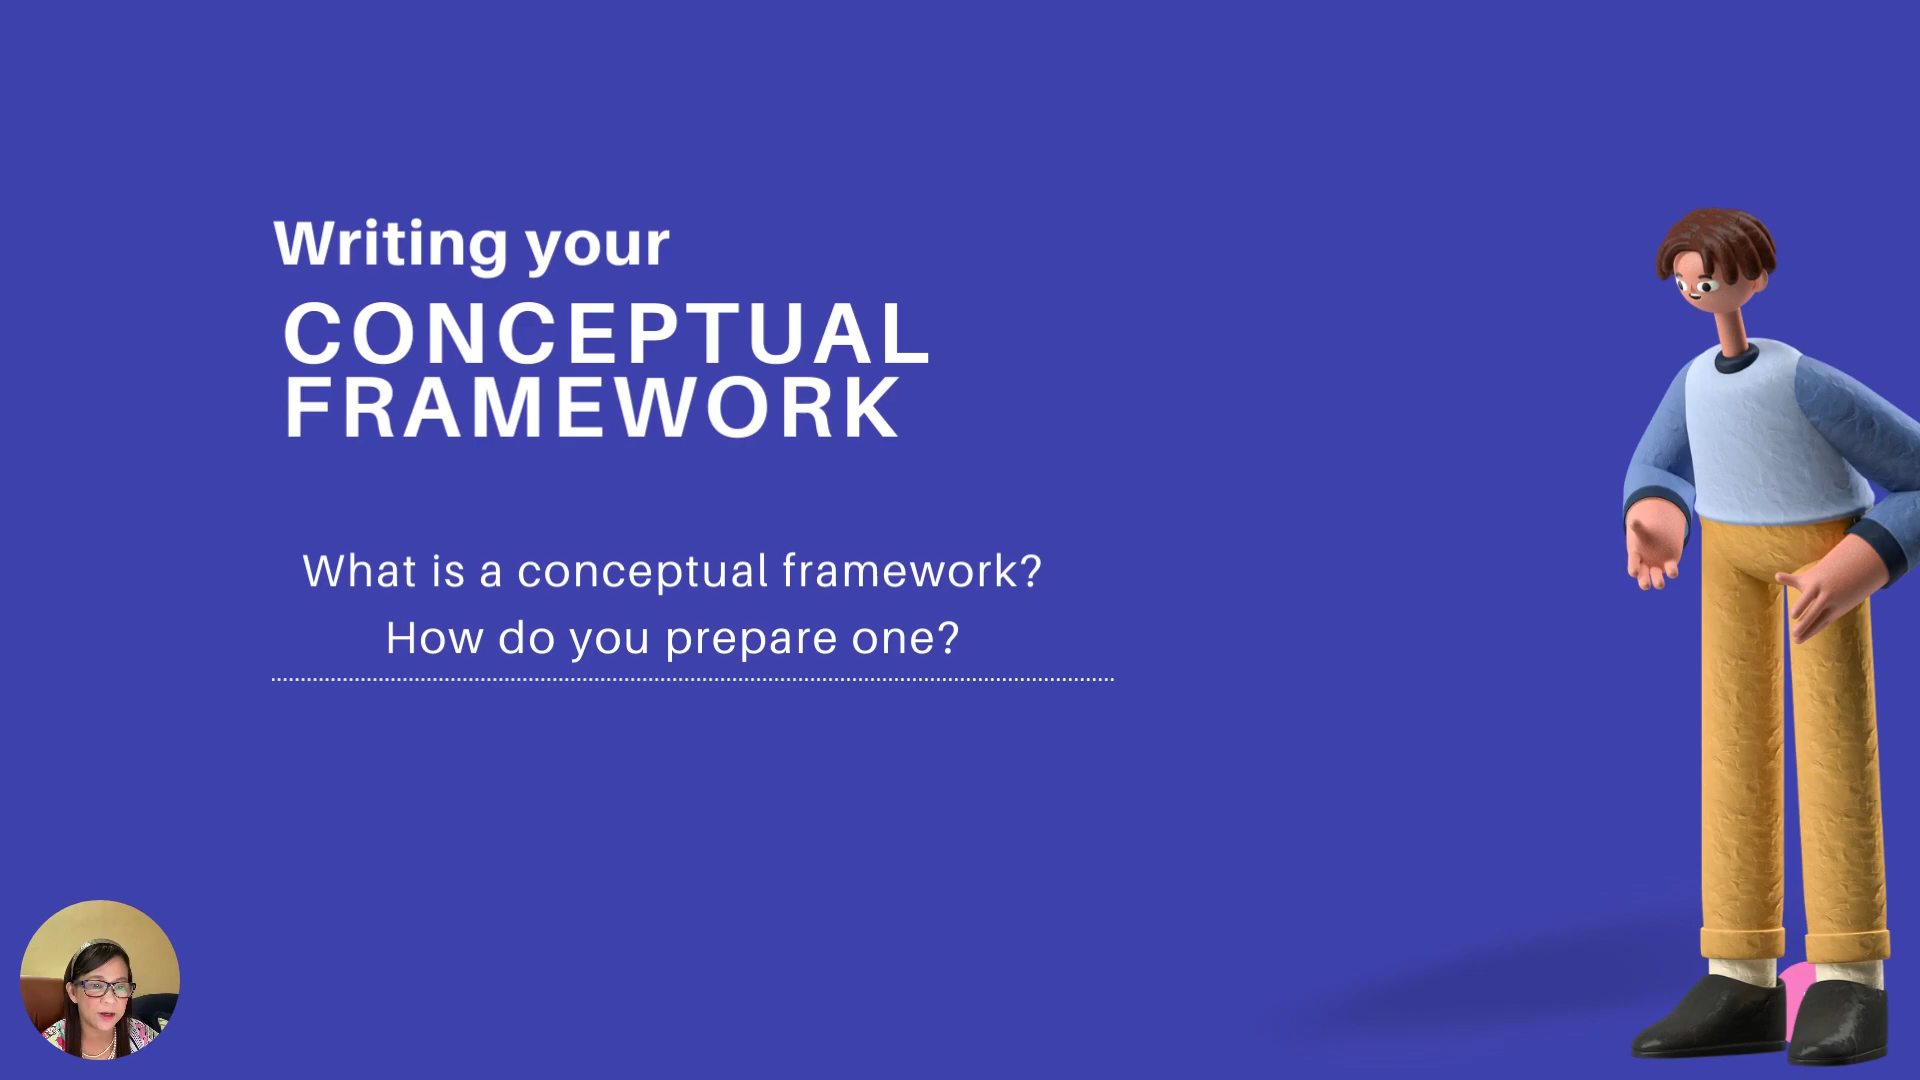 Writing your
CONCEPTUAL
FRAMEWORK
What is a conceptual framework?
How do you prepare one?